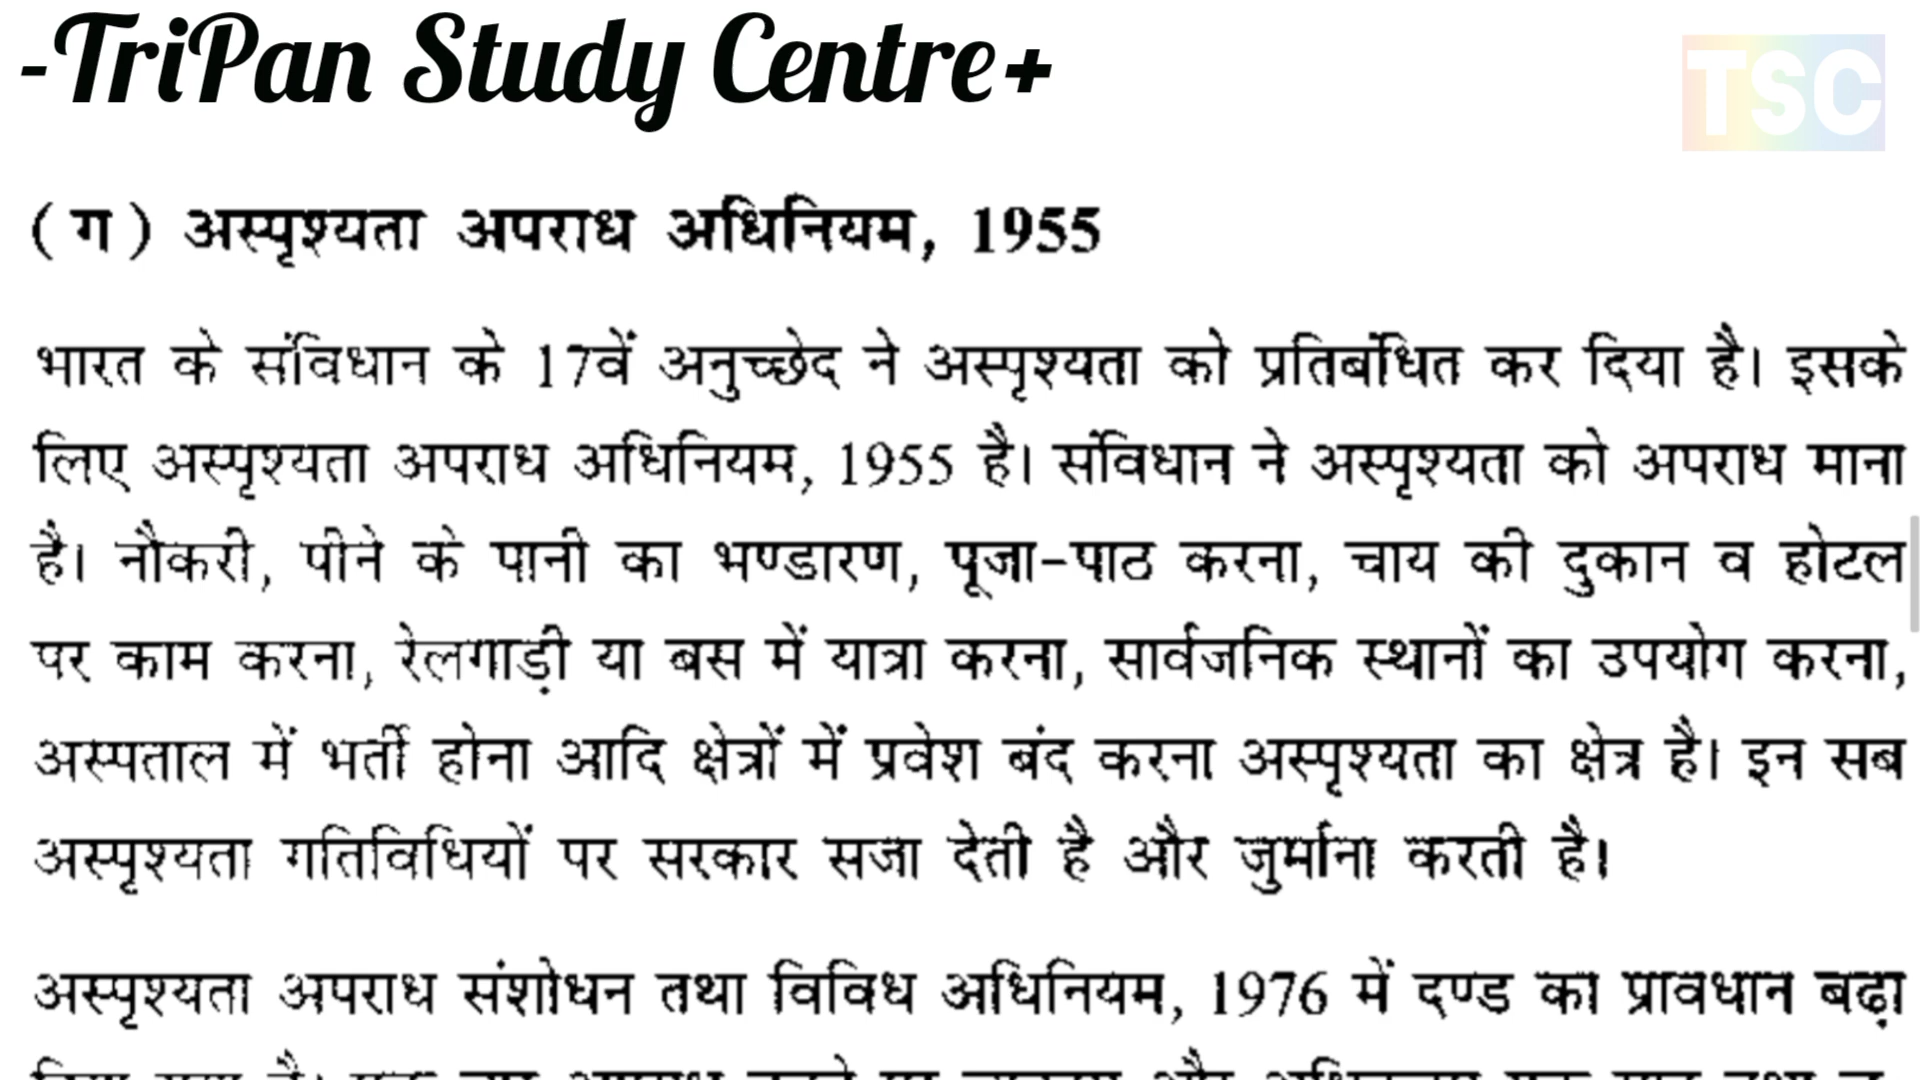 -TriPan Study Centre+
TSC
( ग ) अस्पृश्यता अपराध अधिनियम, 1955
भारत के संविधान के 17वें अनुच्छेद ने अस्पृश्यता को प्रतिबंधित कर दिया है। इसके
लिए अस्पृश्यता अपराध अधिनियम, 1955 है। संविधान ने अस्पृश्यता को अपराध माना
है। नौकरी, पीने के पानी का भण्डारण, पूजा-पाठ करना, चाय की दुकान व होटल
पर काम करना, रेलगाड़ी या बस में यात्रा करना, सार्वजनिक स्थानों का उपयोग करना,
अस्पताल में भर्ती होना आदि क्षेत्रों में प्रवेश बंद करना अस्पृश्यता का क्षेत्र है। इन सब
अस्पृश्यता गतिविधियों पर सरकार सजा देती है और जुर्माना करती है।
अस्पृश्यता अपराध संशोधन तथा विविध अधिनियम, 1976 में दण्ड का प्रावधान बढ़ा